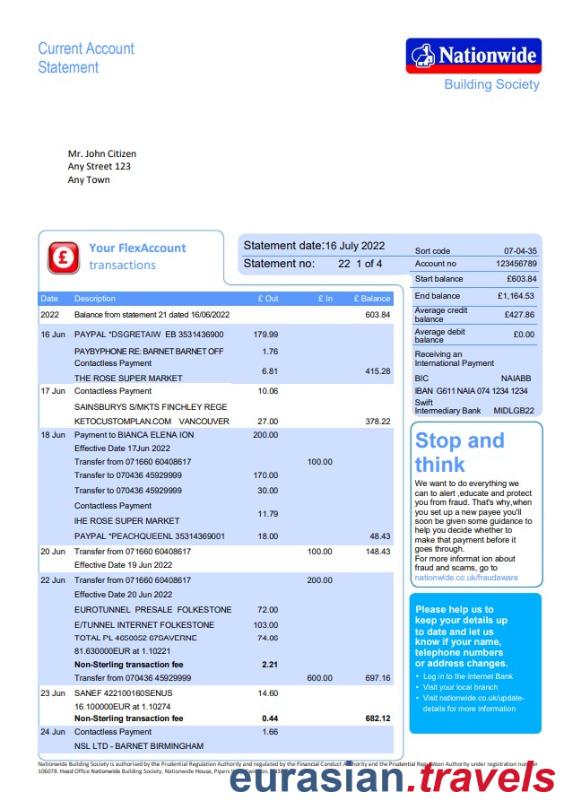 Current Account
Statement
Nationwide
Building Society
Mr. John Citizen
Any Street 123
Any Town
Your FlexAccount
transactions
Statement date:16 July 2022
Statement no: 22 1 of 4
Sort code 07-04-35
Account no 123456789
Start balance £603.84
End balance £1,164.53
Average credit
balance £427.86
Average debit
balance £0.00
Receiving an
International Payment
BIC NAIABB
IBAN G611 NAIA 074 1234 1234
Swift
Intermediary Bank MIDLGB22
Date Description £ Out £ In £ Balance
2022 Balance from statement 21 dated 16/06/2022 603.84
16 Jun PAYPAL *DSGRETAIW EB 3531436900 179.99
PAYBYPHONE RE: BARNET BARNET OFF 1.76
Contactless Payment
THE ROSE SUPER MARKET 6.81 415.28
17 Jun Contactless Payment 10.06
SAINSBURYS S/MKTS FINCHLEY REGE
KETOCUSTOMPLAN.COM VANCOUVER 27.00 378.22
18 Jun Payment to BIANCA ELENA ION 200.00
Effective Date 17Jun 2022
Transfer from 071660 60408617 100.00
Transfer to 070436 45929999 170.00
Transfer to 070436 45929999 30.00
Contactless Payment
IHE ROSE SUPER MARKET 11.79
PAYPAL *PEACHQUEENL 35314369001 18.00 48.43
20 Jun Transfer from 071660 60408617 100.00 148.43
Effective Date 19 Jun 2022
22 Jun Transfer from 071660 60408617 200.00
Effective Date 20 Jun 2022
EUROTUNNEL PRESALE FOLKESTONE 72.00
E/TUNNEL INTERNET FOLKESTONE 103.00
TOTAL PL 4650052 67SAVERNE 74.06
81.630000EUR at 1.10221
Non-Sterling transaction fee 2.21
Transfer from 070436 45929999 600.00 697.16
23 Jun SANEF 422100160SENUS 14.60
16.100000EUR at 1.10274
Non-Sterling transaction fee 0.44 682.12
24 Jun Contactless Payment 1.66
NSL LTD - BARNET BIRMINGHAM
Stop and
think
We want to do everything we
can to alert ,educate and protect
you from fraud. That's why,when
you set up a new payee you'll
soon be given some guidance to
help you decide whether to
make that payment before it
goes through.
For more informat ion about
fraud and scams, go to
nationwide.co.uk/fraudaware
Please help us to
keep your details up
to date and let us
know if your name,
telephone numbers
or address changes.
• Log in to the Internet Bank
• Visit your local branch
• Visit nationwide.co.uk/update-
details for more information
Nationwide Building Society is authorised by the Prudential Regulation Authority and regulated by the Financial Conduct Authority and the Prudential Regulation Authority under registration number
106078. Head Office Nationwide Building Society, Nationwide House, Pipers
eurasian.travels